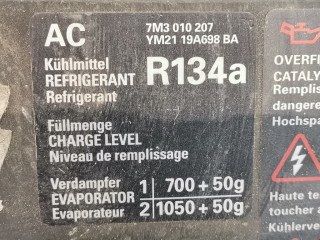 AC
7M3 010 207
YM21 19A698 BA
Kühlmittel
REFRIGERANT
Refrigerant
R134a
Füllmenge
CHARGE LEVEL
Niveau de remplissage
Verdampfer
EVAPORATOR
Evaporateur
1 700 + 50g
2 1050 + 50g
OVERF
CATALY
Remplis
dangere
Hochspa
Haute te
toucher a
Kühlerve